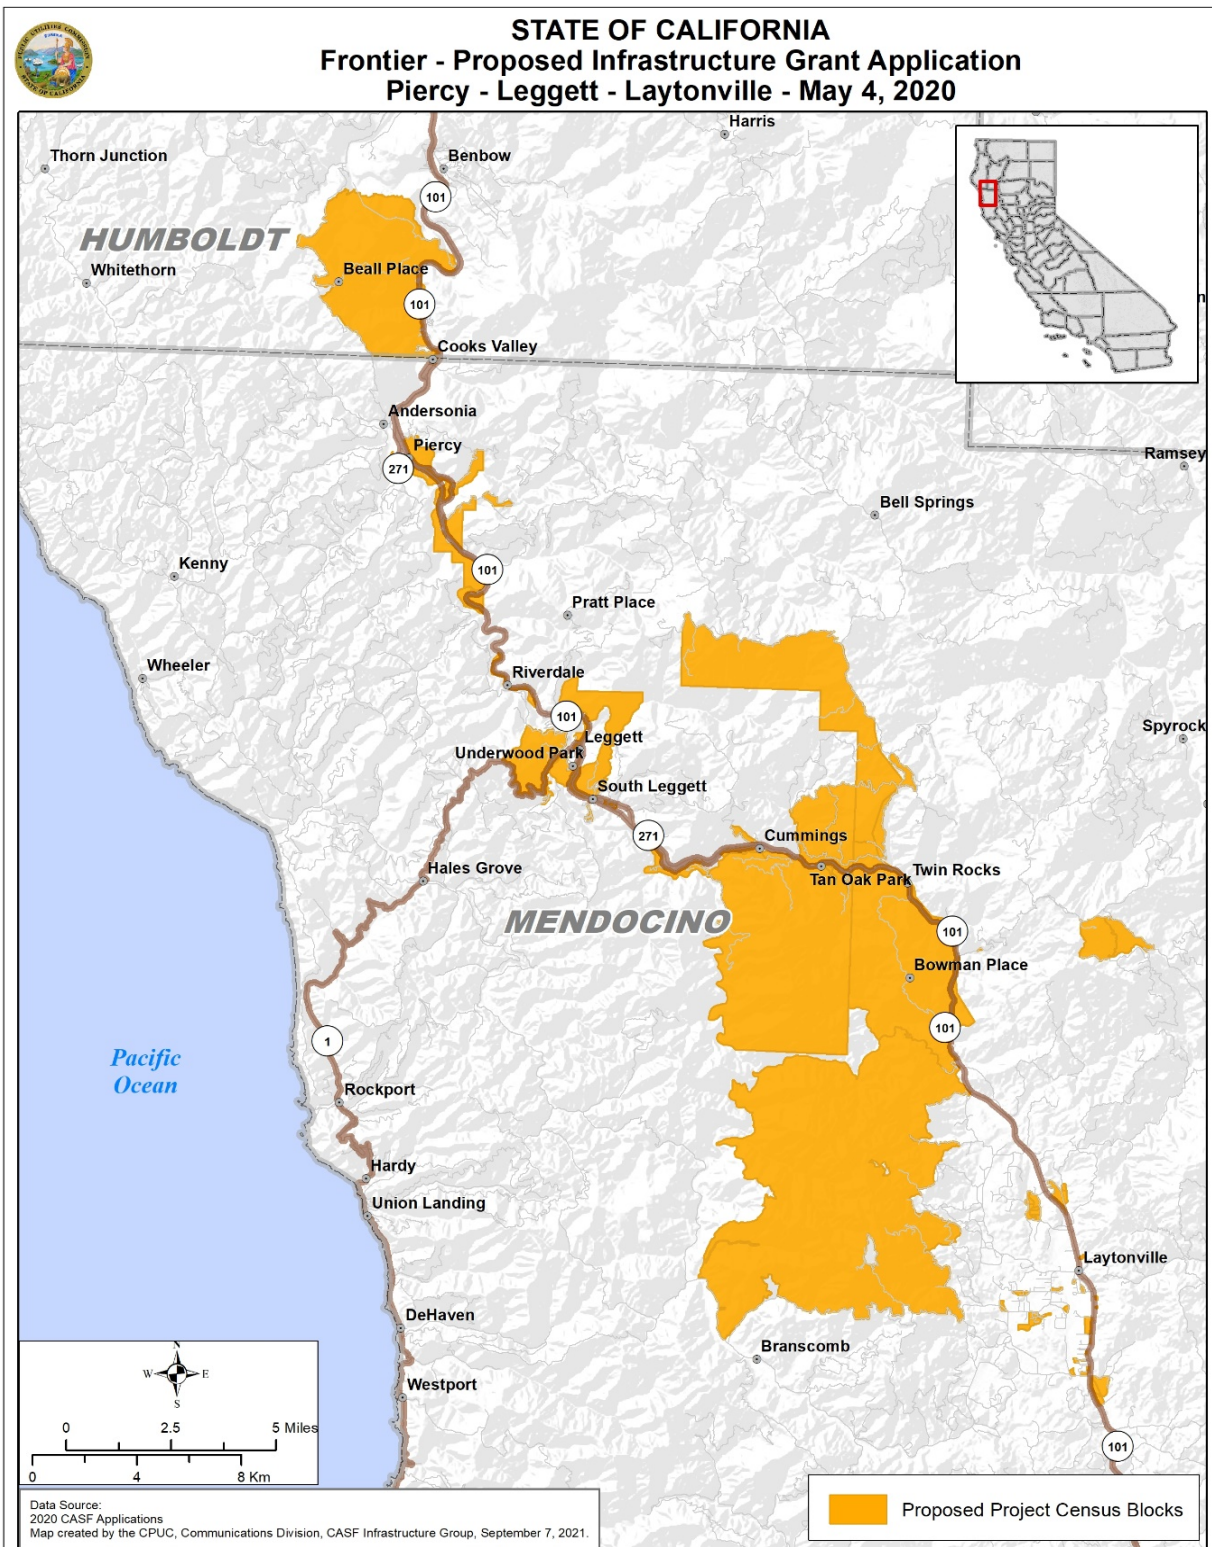 STATE OF CALIFORNIA
Frontier - Proposed Infrastructure Grant Application
Piercy - Leggett - Laytonville - May 4, 2020
Harris
Thorn Junction
Benbow
101
HUMBOLDT
Whitethorn
Beall Place
101
Cooks Valley
Andersonia
Piercy
271
Ramsey
Bell Springs
Kenny
101
Pratt Place
Wheeler
Riverdale
101
Spyrock
Leggett
Underwood Park
South Leggett
271
Cummings
Hales Grove
Tan Oak Park
Twin Rocks
MENDOCINO
101
Bowman Place
101
1
Pacific
Ocean
Rockport
Hardy
Union Landing
Laytonville
DeHaven
Branscomb
Westport
101
N
W E
S
0 2.5 5 Miles
0 4 8 Km
Proposed Project Census Blocks
Data Source:
2020 CASF Applications
Map created by the CPUC, Communications Division, CASF Infrastructure Group, September 7, 2021.